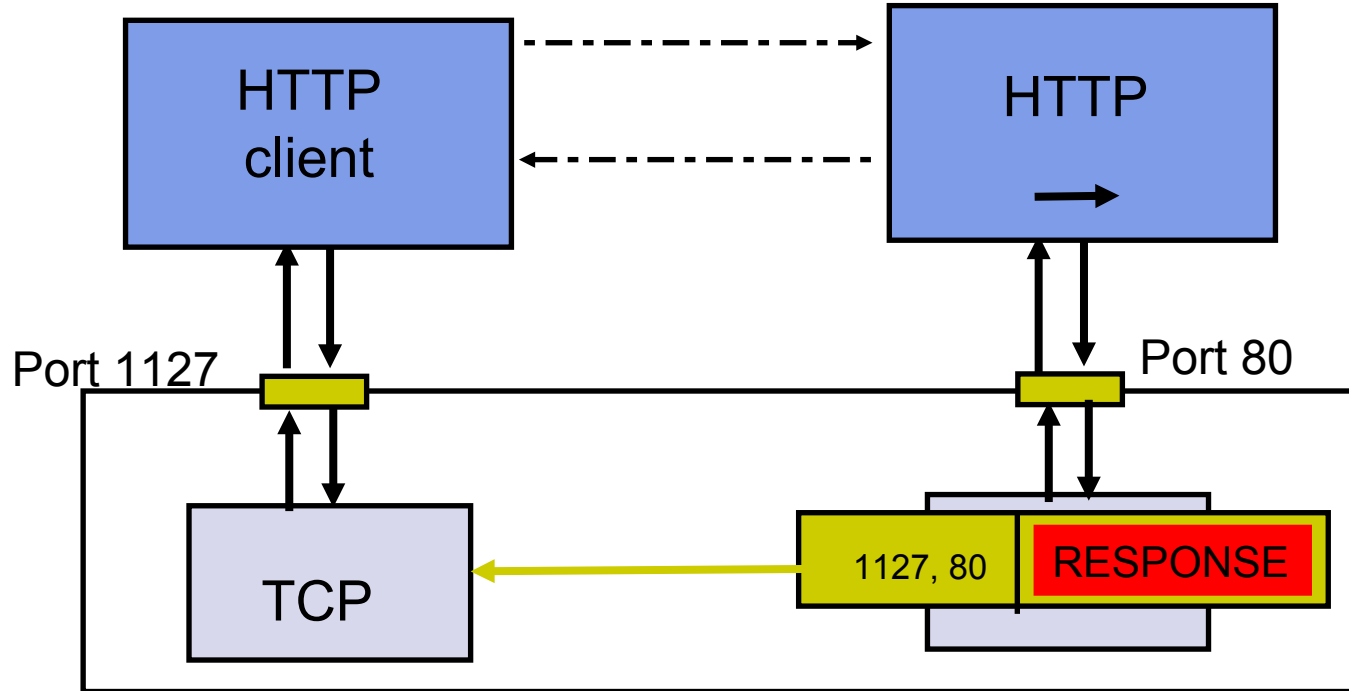 HTTP
client
HTTP
Port 1127
Port 80
1127, 80
RESPONSE
TCP